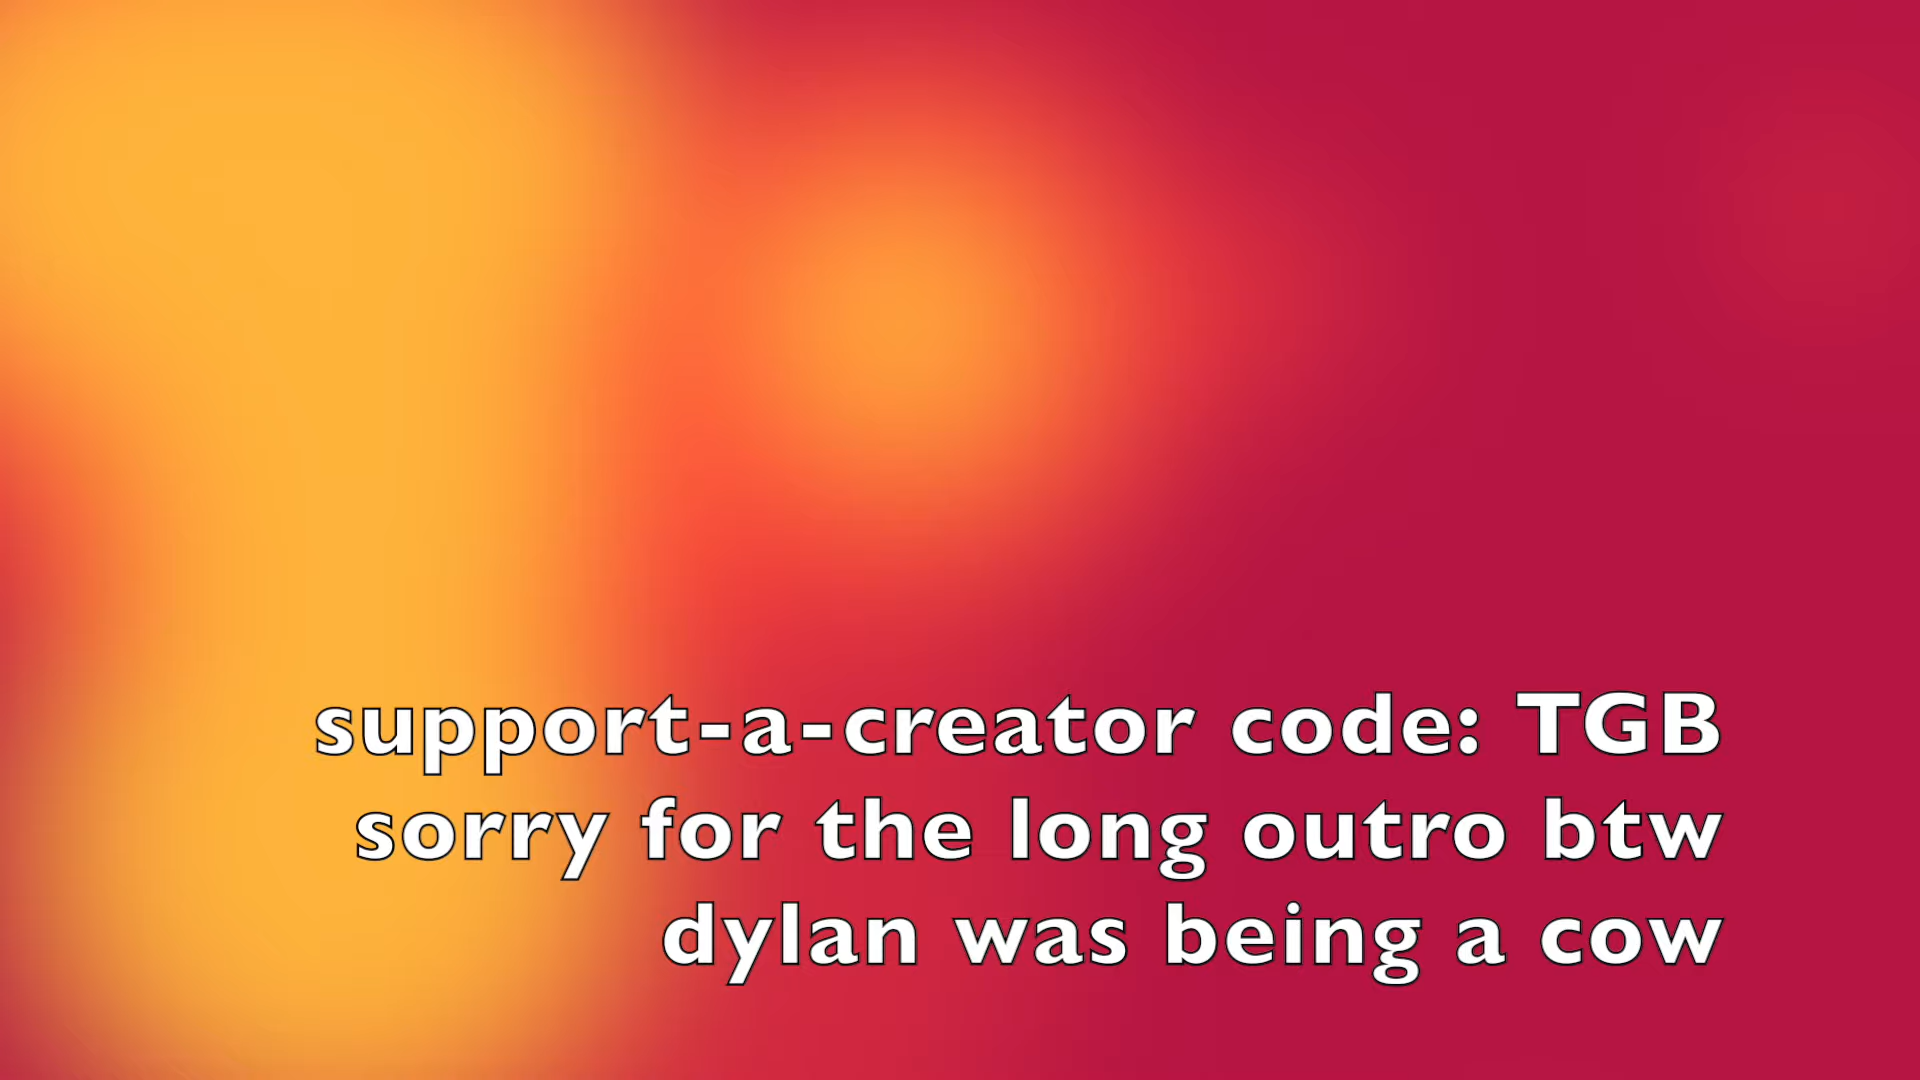 support-a-creator code: TGB
sorry for the long outro btw
dylan was being a cow